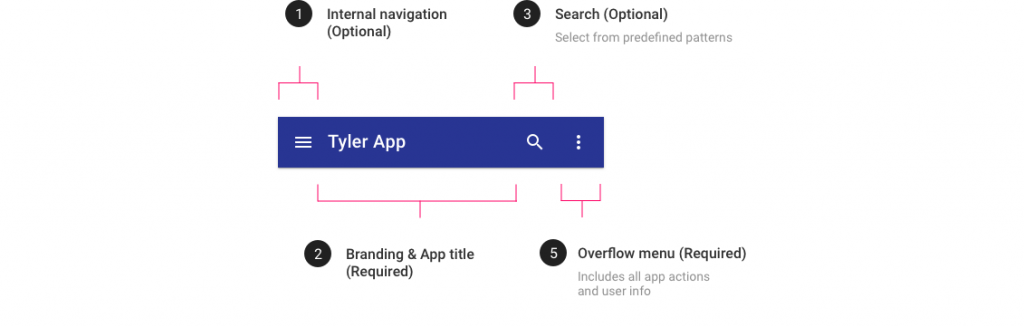 1 Internal navigation
(Optional)
3 Search (Optional)
Select from predefined patterns
Tyler App
2 Branding & App title
(Required)
5 Overflow menu (Required)
Includes all app actions
and user info